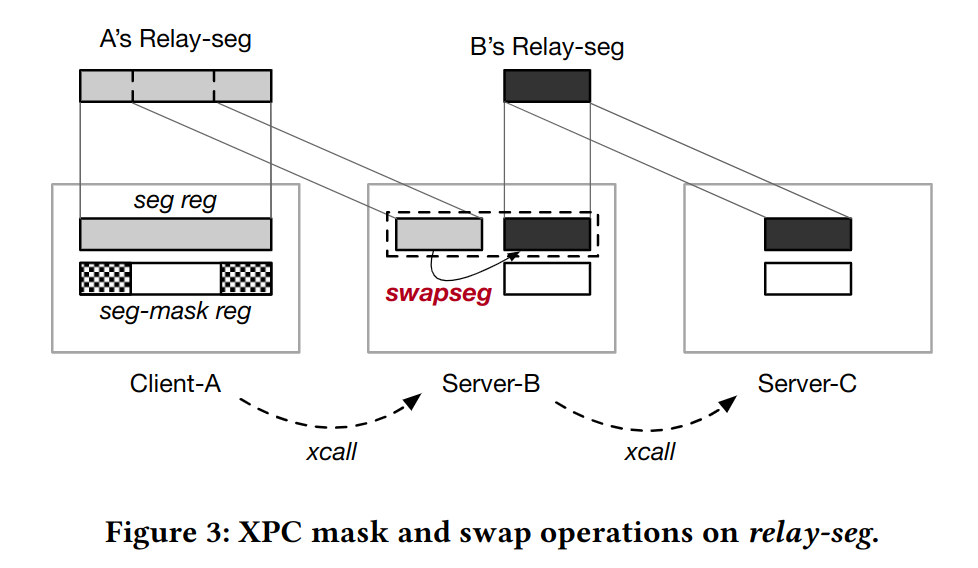 A's Relay-seg
B's Relay-seg
seg reg
swapseg
seg-mask reg
Client-A
Server-B
Server-C
xcall
xcall
Figure 3: XPC mask and swap operations on relay-seg.